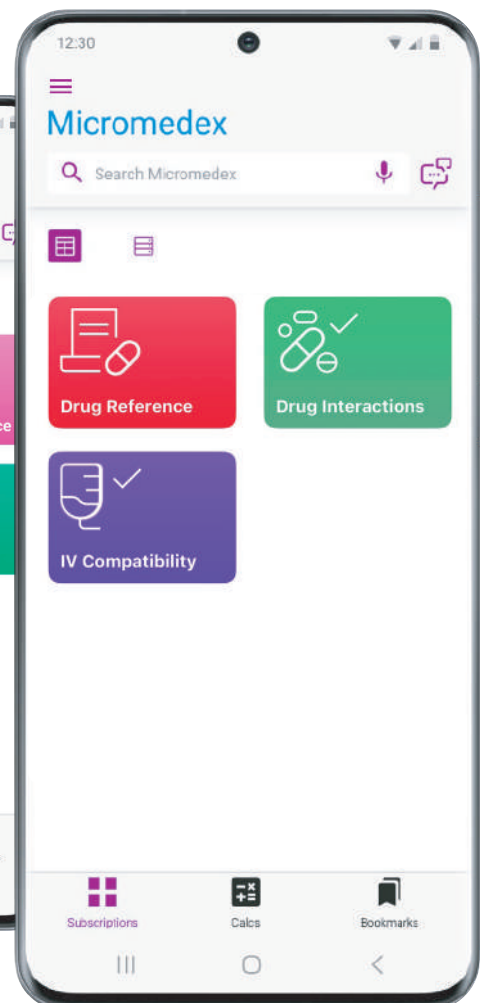 12:30
Micromedex
Search Micromedex
Drug Reference
Drug Interactions
IV Compatibility
Subscriptions
Calcs
Bookmarks